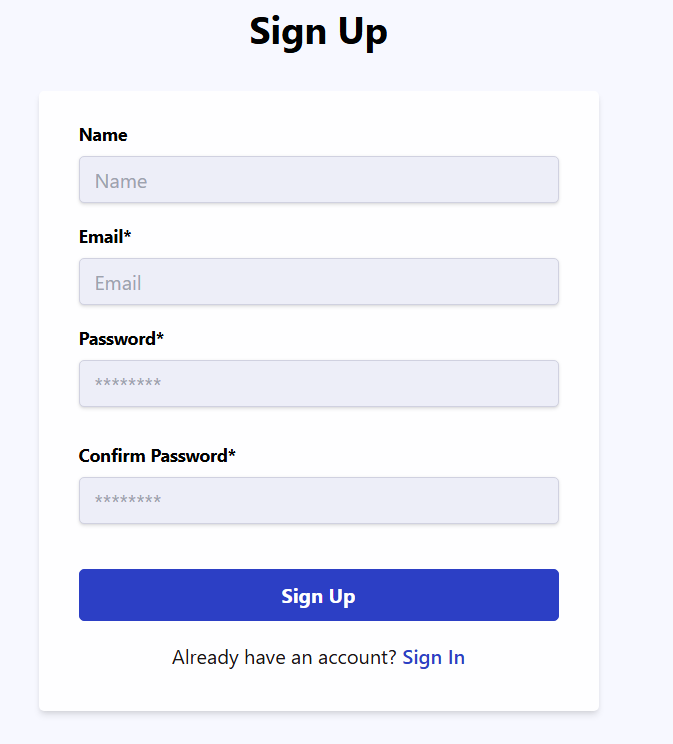 Sign Up
Name
Name
Email*
Email
Password*
********
Confirm Password*
********
Sign Up
Already have an account? Sign In